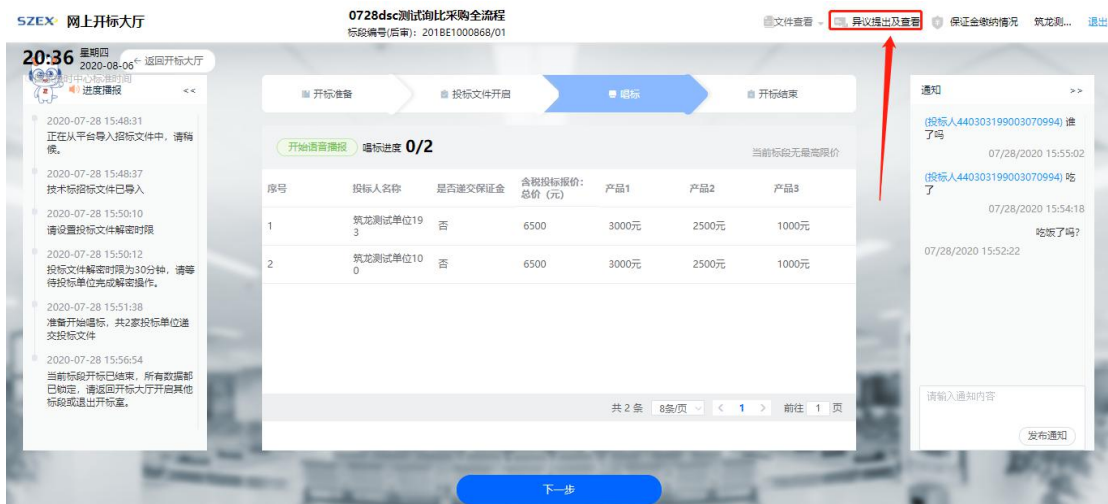 SZEX 网上开标大厅
0728dsc测试询比采购全流程
标段编号(后审)：201BE1000868/01
文件查看
异议提出及查看
保证金缴纳情况
筑龙测...
退出
20:36 星期四
2020-08-06
返回开标大厅
时中心标准时间
进度播报 <<
2020-07-28 15:48:31
正在从平台导入招标文件中，请稍
候。
2020-07-28 15:48:37
技术标招标文件已导入
2020-07-28 15:50:10
请设置投标文件解密时限
2020-07-28 15:50:12
投标文件解密时限为30分钟，请等
待投标单位完成解密操作。
2020-07-28 15:51:38
准备开始唱标，共2家投标单位递
交投标文件
2020-07-28 15:56:54
当前标段开标已结束，所有数据都
已锁定，请返回开标大厅开启其他
标段或退出开标室。
开标准备 投标文件开启 唱标 开标结束
开始语音播报 唱标进度 0/2 当前标段无最高限价
序号 投标人名称 是否递交保证金 含税投标报价：总价（元） 产品1 产品2 产品3
1 筑龙测试单位193 否 6500 3000元 2500元 1000元
2 筑龙测试单位100 否 6500 3000元 2500元 1000元
共 2 条 8条/页 < 1 > 前往 1 页
下一步
通知 >>
(投标人440303199003070994) 谁
了吗
07/28/2020 15:55:02
(投标人440303199003070994) 吃
了
07/28/2020 15:54:18
吃饭了吗?
07/28/2020 15:52:22
请输入通知内容
发布通知